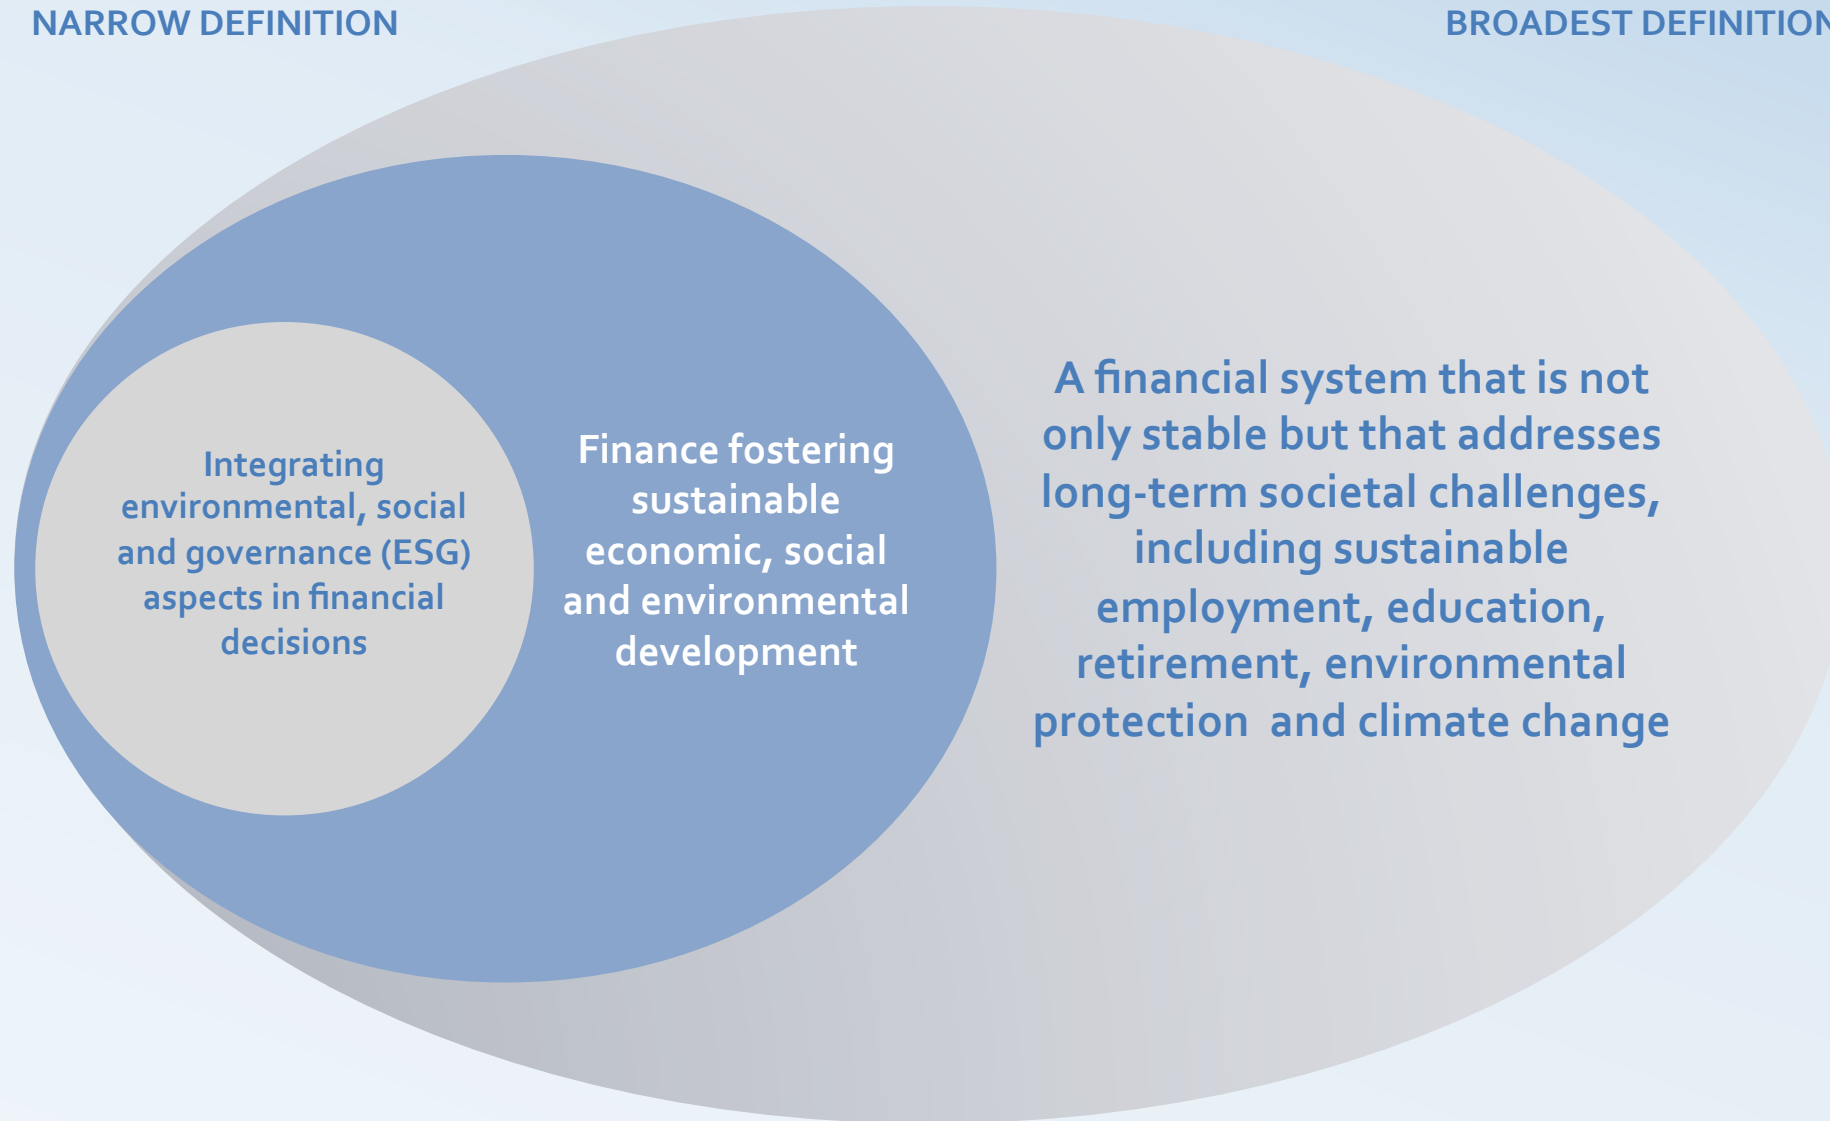 NARROW DEFINITION
BROADEST DEFINITION
Integrating
environmental, social
and governance (ESG)
aspects in financial
decisions
Finance fostering
sustainable
economic, social
and environmental
development
A financial system that is not
only stable but that addresses
long-term societal challenges,
including sustainable
employment, education,
retirement, environmental
protection  and climate change